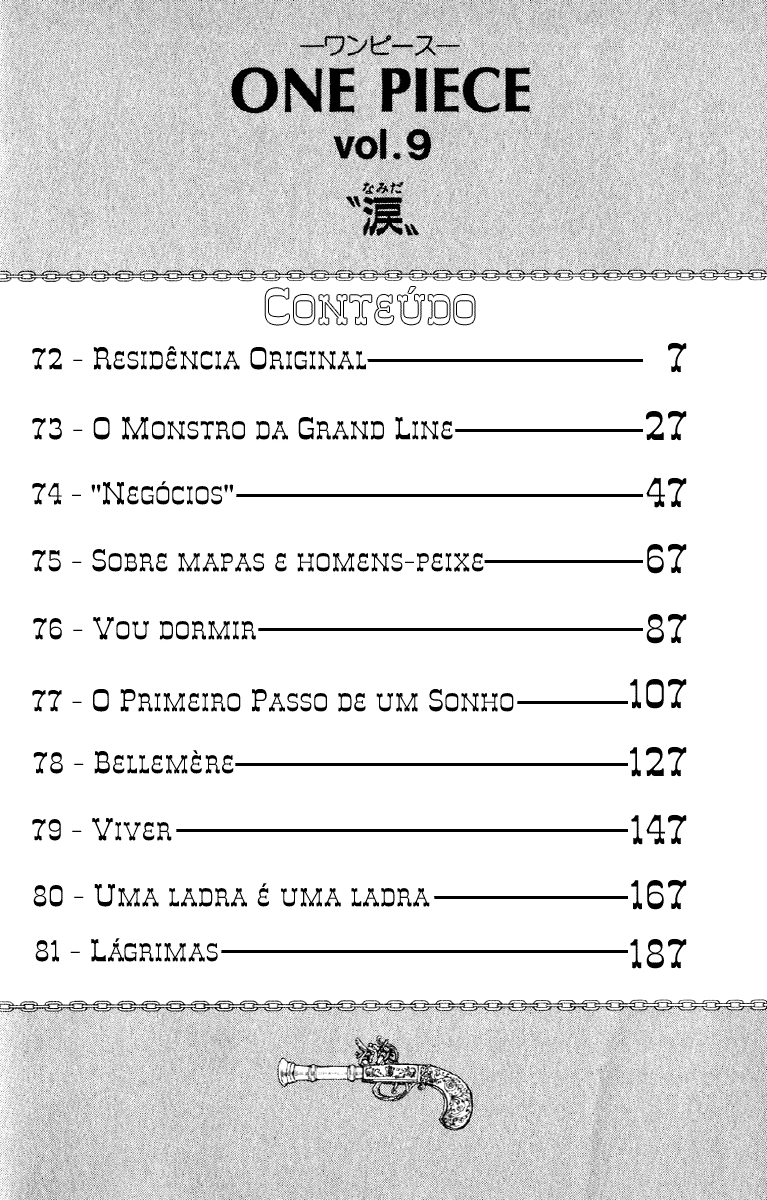 —ワンピース—
ONE PIECE
vol.9
なみだ
〝涙〟
Conteúdo
72 - Residência Original 7
73 - O Monstro da Grand Line 27
74 - "Negócios" 47
75 - Sobre mapas e homens-peixe 67
76 - Vou dormir 87
77 - O Primeiro Passo de um Sonho 107
78 - Bellemère 127
79 - Viver 147
80 - Uma ladra é uma ladra 167
81 - Lágrimas 187